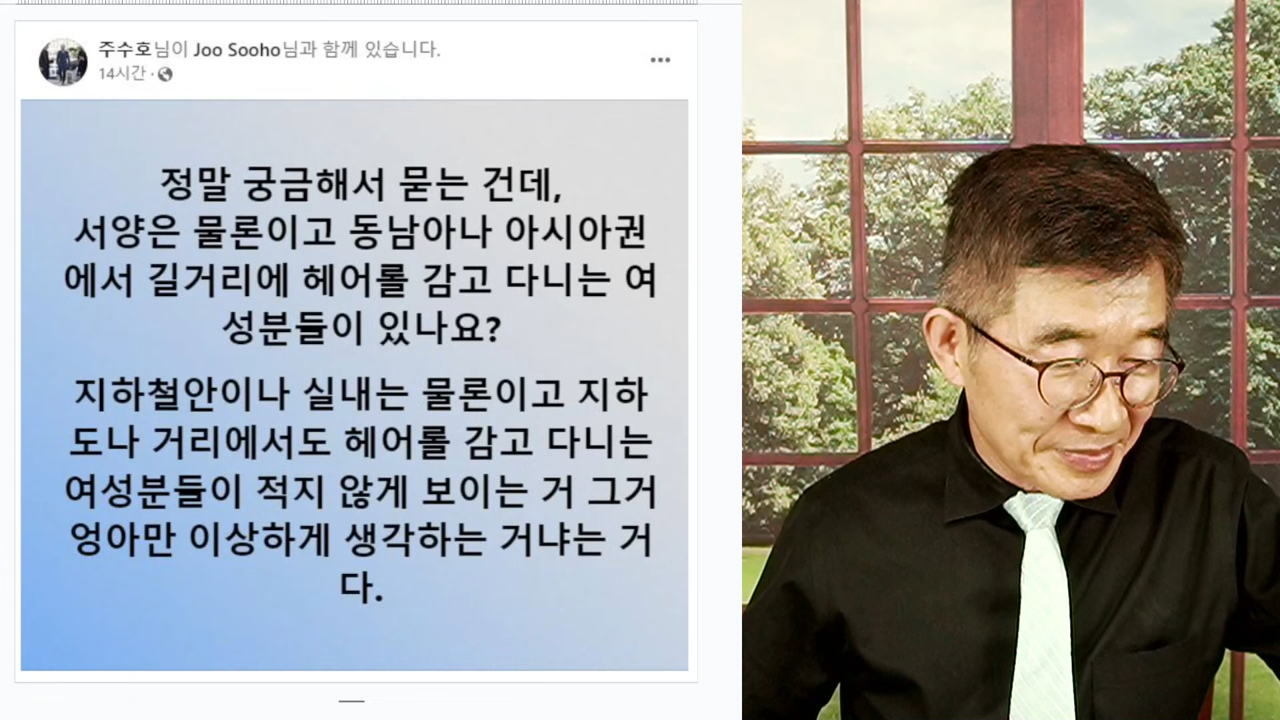 주수호님이 Joo Sooho님과 함께 있습니다.
14시간 ·
정말 궁금해서 묻는 건데,
서양은 물론이고 동남아나 아시아권
에서 길거리에 헤어롤 감고 다니는 여
성분들이 있나요?
지하철안이나 실내는 물론이고 지하
도나 거리에서도 헤어롤 감고 다니는
여성분들이 적지 않게 보이는 거 그거
엉아만 이상하게 생각하는 거냐는 거
다.